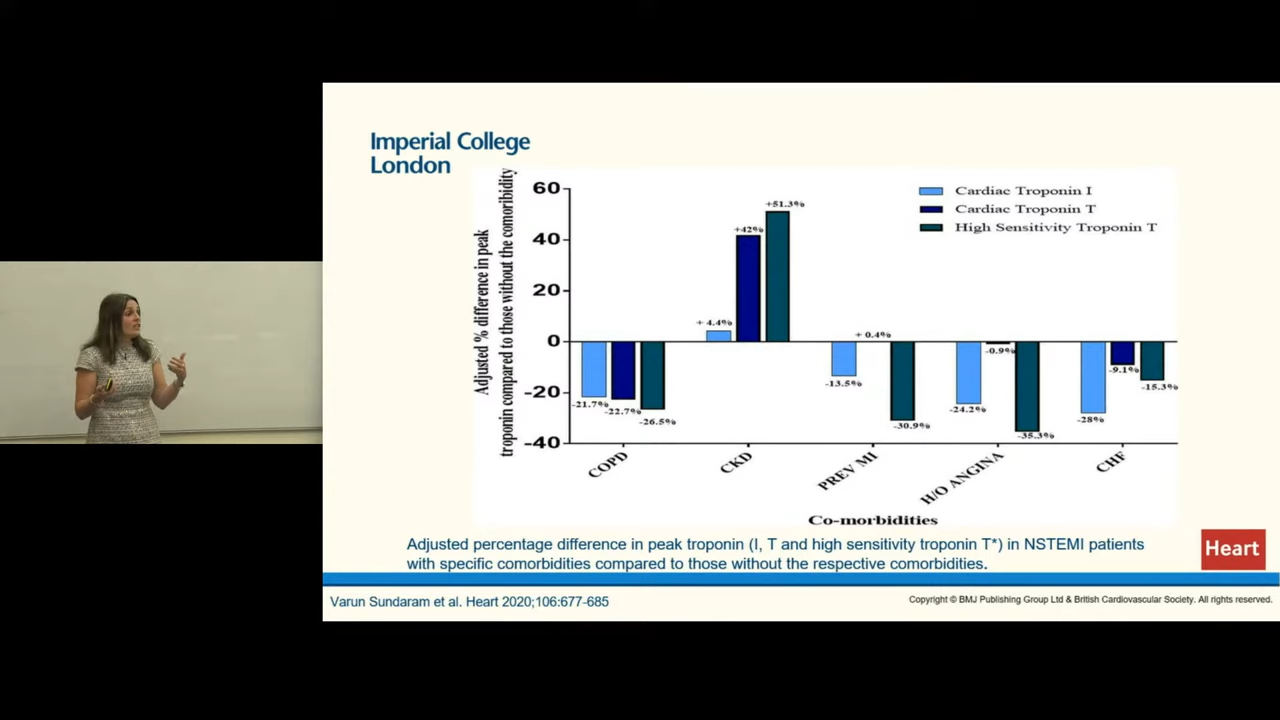 Imperial College
London
Adjusted % difference in peak
troponin compared to those without the comoribidity
60
40
20
0
-20
-40
Cardiac Troponin I
Cardiac Troponin T
High Sensitivity Troponin T
-21.7%
-22.7%
-26.5%
+ 4.4%
+42%
+51.3%
-13.5%
+ 0.4%
-30.9%
-24.2%
-0.9%
-35.3%
-28%
-9.1%
-15.3%
COPD
CKD
PREV MI
H/O ANGINA
CHF
Co-morbidities
Adjusted percentage difference in peak troponin (I, T and high sensitivity troponin T*) in NSTEMI patients
with specific comorbidities compared to those without the respective comorbidities.
Heart
Varun Sundaram et al. Heart 2020;106:677-685
Copyright © BMJ Publishing Group Ltd & British Cardiovascular Society. All rights reserved.